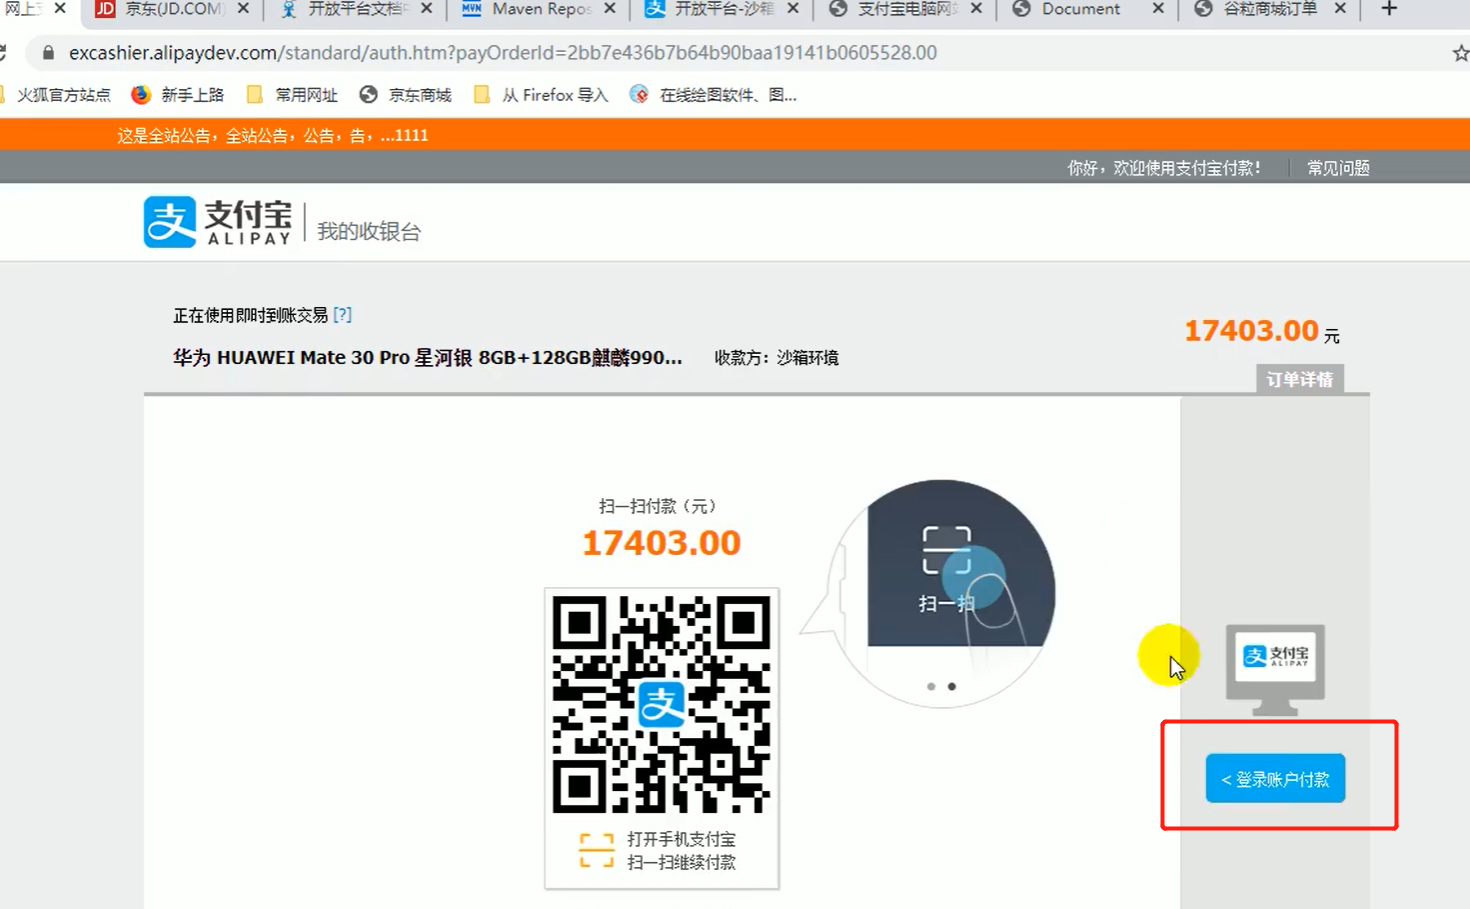 网上支
京东(JD.COM)
开放平台文档
Maven Repos
开放平台-沙箱
支付宝电脑网
Document
谷粒商城订单
excashier.alipaydev.com/standard/auth.htm?payOrderId=2bb7e436b7b64b90baa19141b0605528.00
火狐官方站点 新手上路 常用网址 京东商城 从 Firefox 导入 在线绘图软件、图...
这是全站公告，全站公告，公告，告，...1111
你好，欢迎使用支付宝付款! 常见问题
支付宝
ALIPAY
我的收银台
正在使用即时到账交易 [?]
17403.00 元
华为 HUAWEI Mate 30 Pro 星河银 8GB+128GB麒麟990... 收款方：沙箱环境
订单详情
扫一扫付款（元）
17403.00
扫一扫
支付宝
ALIPAY
< 登录账户付款
打开手机支付宝
扫一扫继续付款